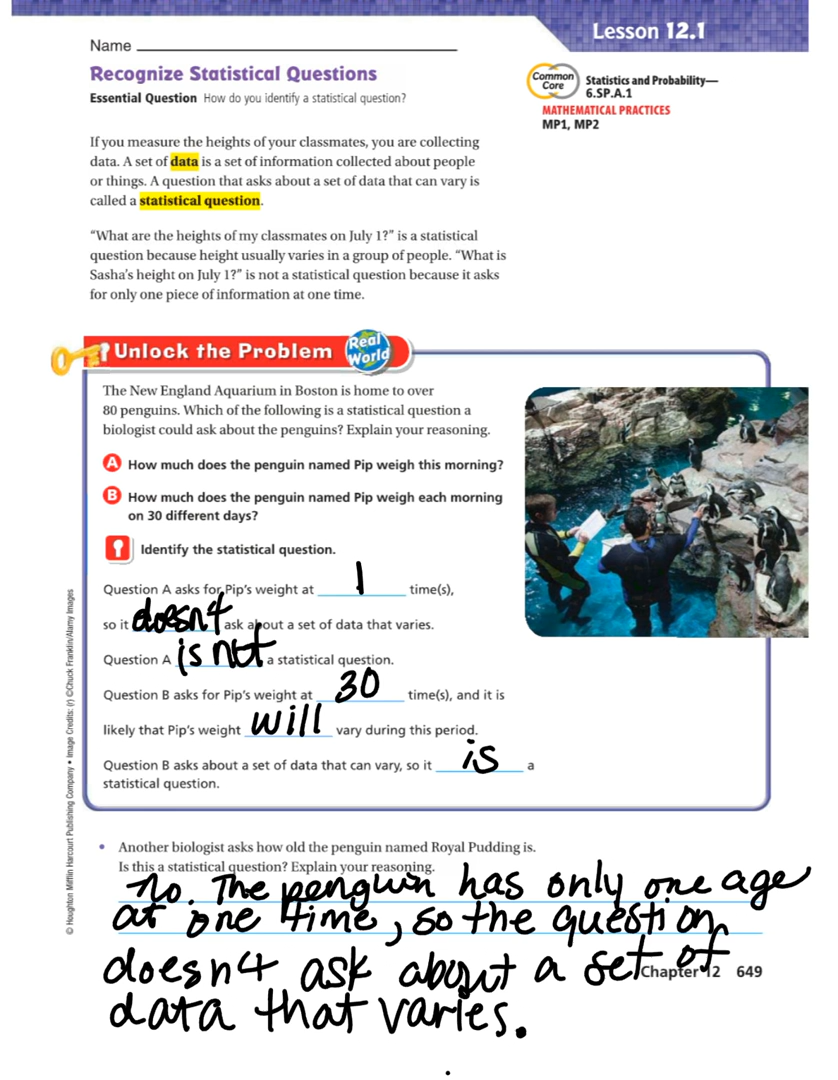 Lesson 12.1
Name
Recognize Statistical Questions
Essential Question How do you identify a statistical question?
Common Core
Statistics and Probability—
6.SP.A.1
MATHEMATICAL PRACTICES
MP1, MP2
If you measure the heights of your classmates, you are collecting
data. A set of data is a set of information collected about people
or things. A question that asks about a set of data that can vary is
called a statistical question.
“What are the heights of my classmates on July 1?” is a statistical
question because height usually varies in a group of people. “What is
Sasha’s height on July 1?” is not a statistical question because it asks
for only one piece of information at one time.
Unlock the Problem
Real World
The New England Aquarium in Boston is home to over
80 penguins. Which of the following is a statistical question a
biologist could ask about the penguins? Explain your reasoning.
A How much does the penguin named Pip weigh this morning?
B How much does the penguin named Pip weigh each morning
on 30 different days?
Identify the statistical question.
Question A asks for Pip’s weight at 1 time(s),
so it doesn't ask about a set of data that varies.
Question A is not a statistical question.
Question B asks for Pip’s weight at 30 time(s), and it is
likely that Pip’s weight will vary during this period.
Question B asks about a set of data that can vary, so it is a
statistical question.
• Another biologist asks how old the penguin named Royal Pudding is.
Is this a statistical question? Explain your reasoning.
no. The penguin has only one age
at one time, so the question
doesn't ask about a set of
data that varies.
Chapter 12 649
© Houghton Mifflin Harcourt Publishing Company • Image Credits: (r) ©Chuck Franklin/Alamy Images